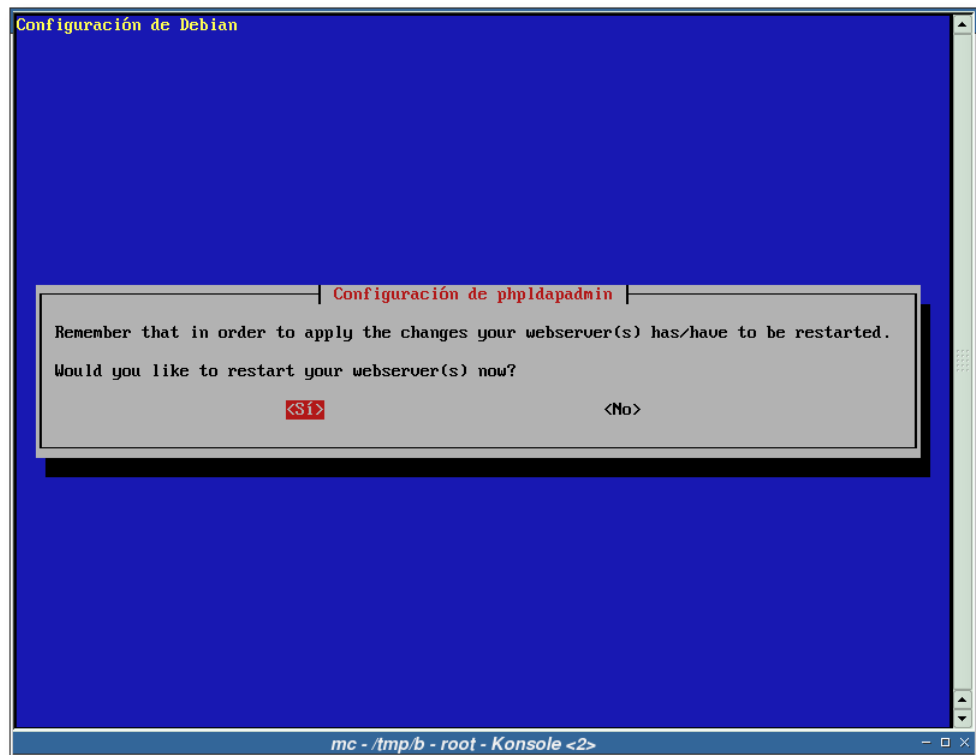 Configuración de Debian
Configuración de phpldapadmin
Remember that in order to apply the changes your webserver(s) has/have to be restarted.
Would you like to restart your webserver(s) now?
<Sí> <No>
mc - /tmp/b - root - Konsole <2>